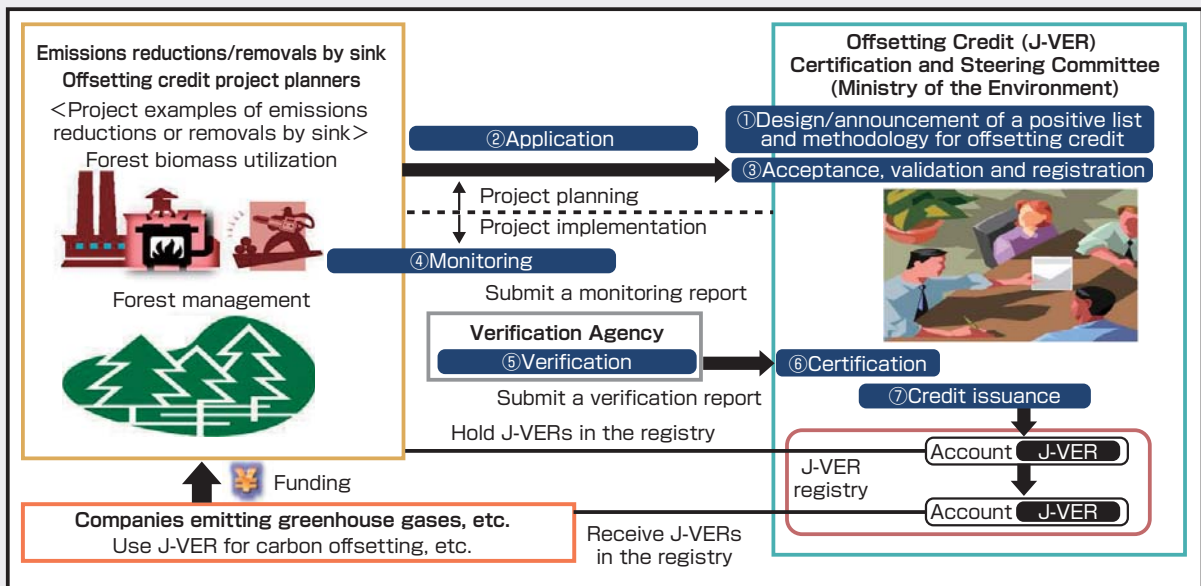 Emissions reductions/removals by sink
Offsetting credit project planners
<Project examples of emissions
reductions or removals by sink>
Forest biomass utilization
Forest management
②Application
Project planning
Project implementation
④Monitoring
Submit a monitoring report
Verification Agency
⑤Verification
Submit a verification report
Offsetting Credit (J-VER)
Certification and Steering Committee
(Ministry of the Environment)
①Design/announcement of a positive list
and methodology for offsetting credit
③Acceptance, validation and registration
⑥Certification
⑦Credit issuance
Hold J-VERs in the registry
Account J-VER
J-VER
registry
Account J-VER
¥ Funding
Companies emitting greenhouse gases, etc.
Use J-VER for carbon offsetting, etc.
Receive J-VERs
in the registry